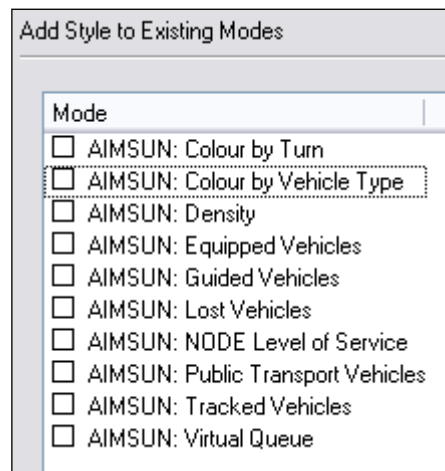 Add Style to Existing Modes
Mode
AIMSUN: Colour by Turn
AIMSUN: Colour by Vehicle Type
AIMSUN: Density
AIMSUN: Equipped Vehicles
AIMSUN: Guided Vehicles
AIMSUN: Lost Vehicles
AIMSUN: NODE Level of Service
AIMSUN: Public Transport Vehicles
AIMSUN: Tracked Vehicles
AIMSUN: Virtual Queue